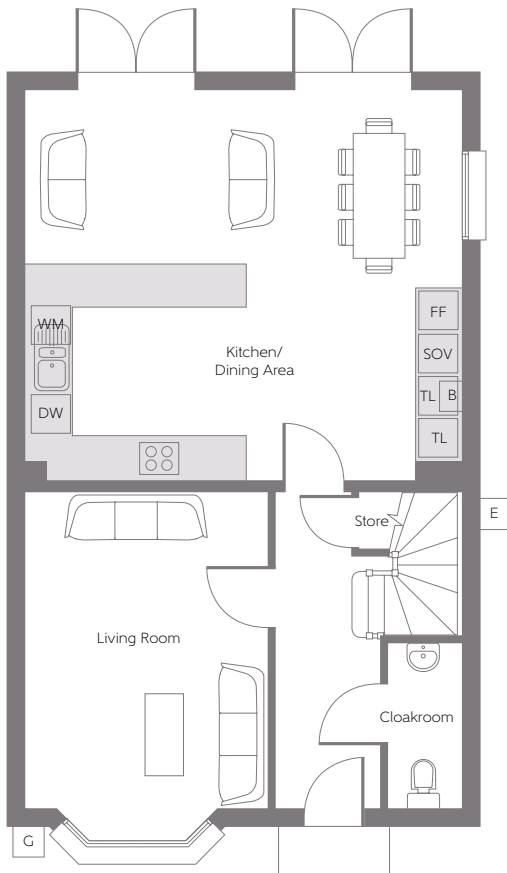 FF
WM
SOV
Kitchen/
Dining Area
TL B
DW
TL
Store
E
Living Room
Cloakroom
G